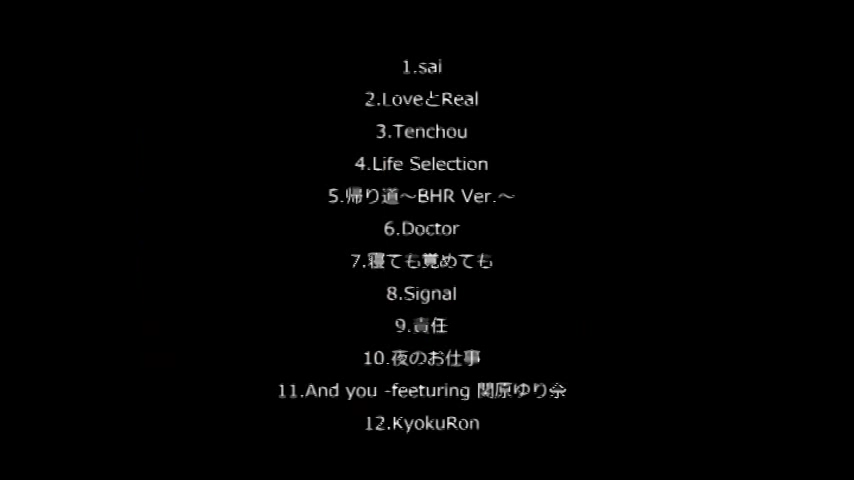 1.sai
2.LoveとReal
3.Tenchou
4.Life Selection
5.帰り道〜BHR Ver.〜
6.Doctor
7.寝ても覚めても
8.Signal
9.責任
10.夜のお仕事
11.And you -feeturing 関原ゆり奈
12.KyokuRon